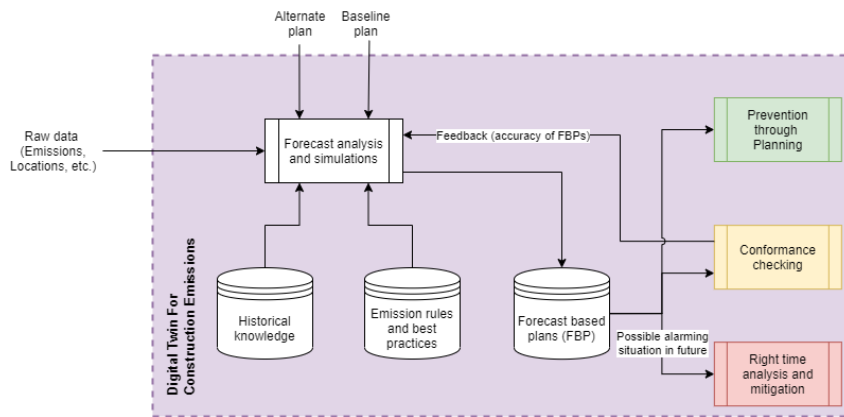 Alternate
plan
Baseline
plan
Raw data
(Emissions,
Locations, etc.)
Forecast analysis
and simulations
Feedback (accuracy of FBPs)
Prevention
through
Planning
Conformance
checking
Historical
knowledge
Emission rules
and best
practices
Forecast based
plans (FBP)
Possible alarming
situation in future
Right time
analysis and
mitigation
Digital Twin For
Construction Emissions